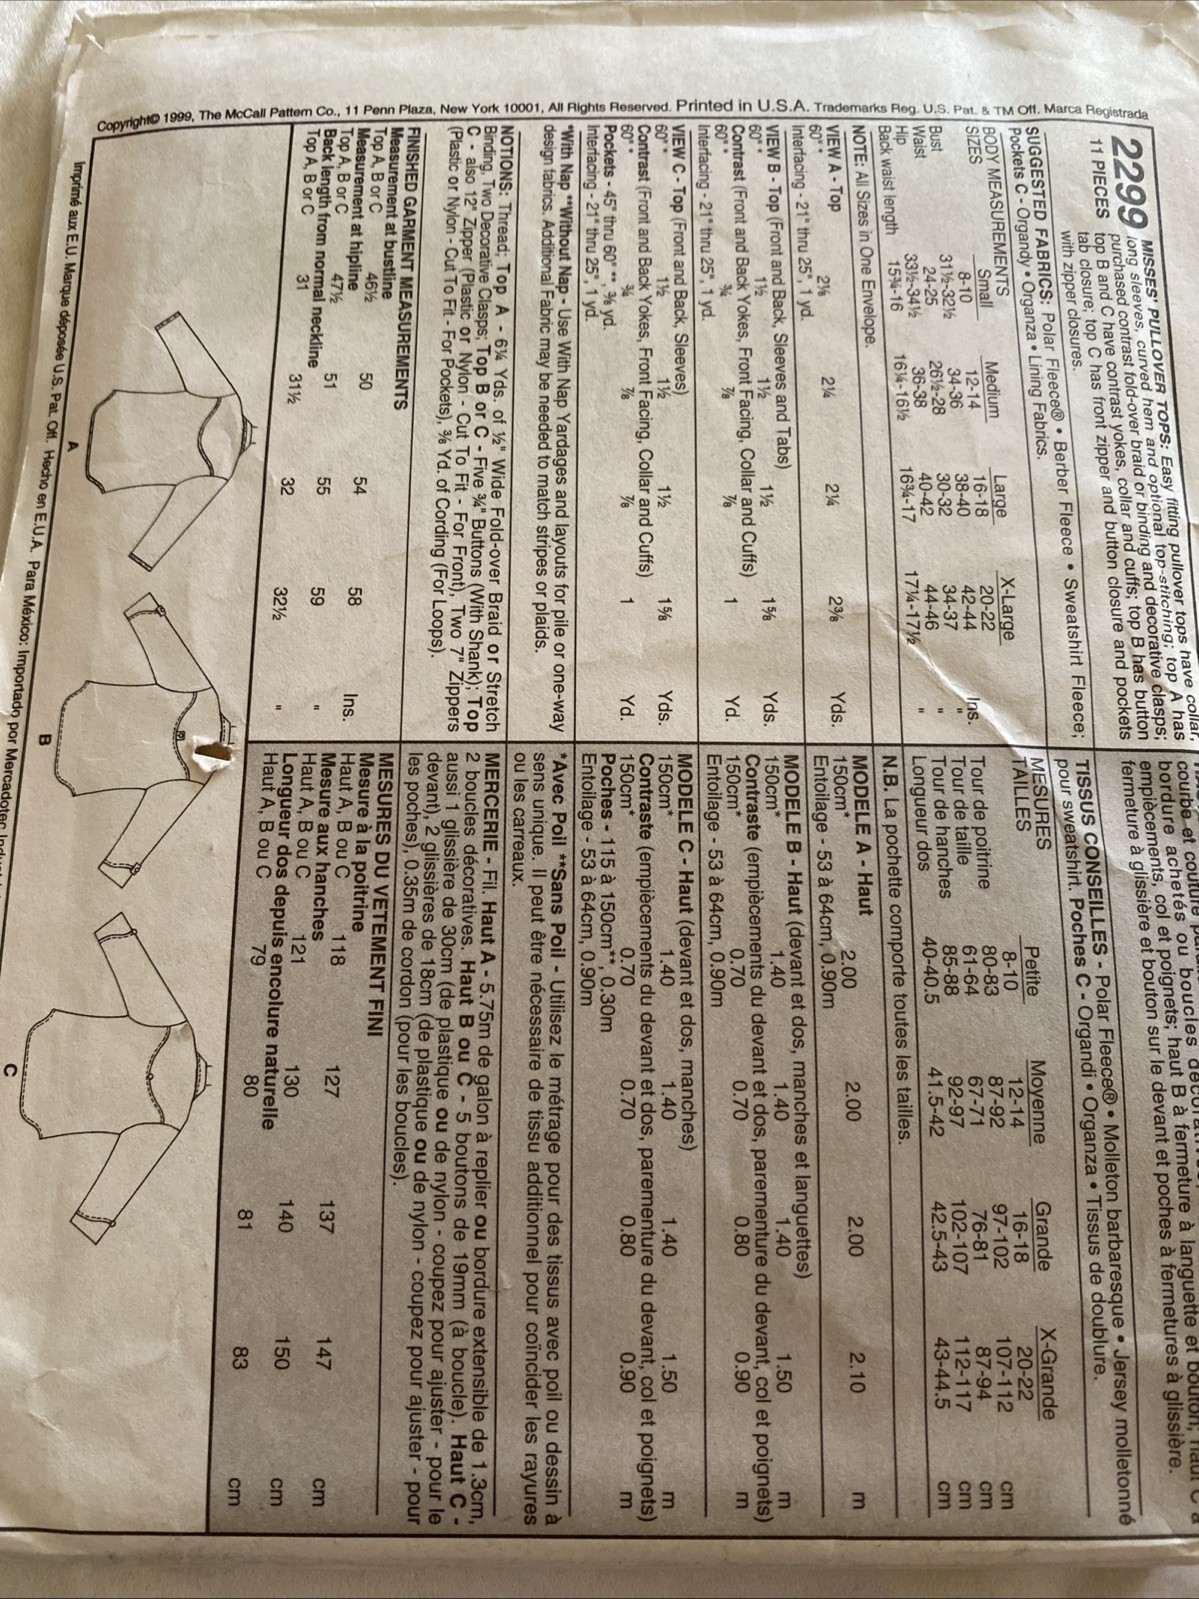 Copyright© 1999, The McCall Pattern Co., 11 Penn Plaza, New York 10001, All Rights Reserved. Printed in U.S.A. Trademarks Reg. U.S. Pat. & TM Off. Marca Registrada
2299
11 PIECES
MISSES' PULLOVER TOPS: Easy fitting pullover tops have collar,
long sleeves, curved hem and optional top-stitching; top A has
purchased contrast fold-over braid or binding and decorative clasps;
top B and C have contrast yokes, collar and cuffs; top B has button
tab closure; top C has front zipper and button closure and pockets
with zipper closures.
SUGGESTED FABRICS: Polar Fleece® • Berber Fleece • Sweatshirt Fleece;
Pockets C - Organdy • Organza • Lining Fabrics.
BODY MEASUREMENTS
Small Medium Large X-Large
SIZES 8-10 12-14 16-18 20-22
Bust 31½-32½ 34-36 38-40 42-44 Ins.
Waist 24-25 26½-28 30-32 34-37 "
Hip 33½-34½ 36-38 40-42 44-46 "
Back waist length 15¾-16 16¼-16½ 16¾-17 17¼-17½ "
NOTE: All Sizes in One Envelope.
VIEW A - Top
60" * 2⅛ 2¼ 2¼ 2⅜ Yds.
Interfacing - 21" thru 25", 1 yd.
VIEW B - Top (Front and Back, Sleeves and Tabs)
60" * 1½ 1½ 1½ 1⅝ Yds.
Contrast (Front and Back Yokes, Front Facing, Collar and Cuffs)
60" * ¾ ⅞ ⅞ 1 Yd.
Interfacing - 21" thru 25", 1 yd.
VIEW C - Top (Front and Back, Sleeves)
60" * 1½ 1½ 1½ 1⅝ Yds.
Contrast (Front and Back Yokes, Front Facing, Collar and Cuffs)
60" * ¾ ⅞ ⅞ 1 Yd.
Pockets - 45" thru 60" **, ⅜ yd.
Interfacing - 21" thru 25", 1 yd.
*With Nap **Without Nap - Use With Nap Yardages and layouts for pile or one-way
design fabrics. Additional Fabric may be needed to match stripes or plaids.
NOTIONS: Thread; Top A - 6¼ Yds. of ½" Wide Fold-over Braid or Stretch
Binding, Two Decorative Clasps; Top B or C - Five ¾" Buttons (With Shank); Top
C - also 12" Zipper (Plastic or Nylon - Cut To Fit - For Front), Two 7" Zippers
(Plastic or Nylon - Cut To Fit - For Pockets), ⅜ Yd. of Cording (For Loops).
FINISHED GARMENT MEASUREMENTS
Measurement at bustline
Top A, B or C 46½ 50 54 58 Ins.
Measurement at hipline
Top A, B or C 47½ 51 55 59 "
Back length from normal neckline
Top A, B or C 31 31½ 32 32½ "
courbe et couture
bordure achetés ou boucles
empiècements, col et poignets; haut B à fermeture à languette et bouton; haut C à
fermeture à glissière et bouton sur le devant et poches à fermetures à glissière.
TISSUS CONSEILLES - Polar Fleece® • Molleton barbaresque • Jersey molletonné
pour sweatshirt. Poches C - Organdi • Organza • Tissus de doublure.
MESURES
Petite Moyenne Grande X-Grande
TAILLES 8-10 12-14 16-18 20-22
Tour de poitrine 80-83 87-92 97-102 107-112 cm
Tour de taille 61-64 67-71 76-81 87-94 cm
Tour de hanches 85-88 92-97 102-107 112-117 cm
Longueur dos 40-40.5 41.5-42 42.5-43 43-44.5 cm
N.B. La pochette comporte toutes les tailles.
MODELE A - Haut
150cm* 2.00 2.00 2.00 2.10 m
Entoilage - 53 à 64cm, 0.90m
MODELE B - Haut (devant et dos, manches et languettes)
150cm* 1.40 1.40 1.40 1.50 m
Contraste (empiècements du devant et dos, parementure du devant, col et poignets)
150cm* 0.70 0.70 0.80 0.90 m
Entoilage - 53 à 64cm, 0.90m
MODELE C - Haut (devant et dos, manches)
150cm* 1.40 1.40 1.40 1.50 m
Contraste (empiècements du devant et dos, parementure du devant, col et poignets)
150cm* 0.70 0.70 0.80 0.90 m
Poches - 115 à 150cm**, 0.30m
Entoilage - 53 à 64cm, 0.90m
*Avec Poil **Sans Poil - Utilisez le métrage pour des tissus avec poil ou dessin à
sens unique. Il peut être nécessaire de tissu additionnel pour coïncider les rayures
ou les carreaux.
MERCERIE - Fil. Haut A - 5.75m de galon à replier ou bordure extensible de 1.3cm,
2 boucles décoratives. Haut B ou C - 5 boutons de 19mm (à boucle). Haut C -
aussi 1 glissière de 30cm (de plastique ou de nylon - coupez pour ajuster - pour le
devant), 2 glissières de 18cm (de plastique ou de nylon - coupez pour ajuster - pour
les poches), 0.35m de cordon (pour les boucles).
MESURES DU VETEMENT FINI
Mesure à la poitrine
Haut A, B ou C 118 127 137 147 cm
Mesure aux hanches
Haut A, B ou C 121 130 140 150 cm
Longueur dos depuis encolure naturelle
Haut A, B ou C 79 80 81 83 cm
A
B
C
Imprimé aux E.U. Marque déposée U.S. Pat. Off. Hecho en E.U.A. Para México: Importado por Mercadotec